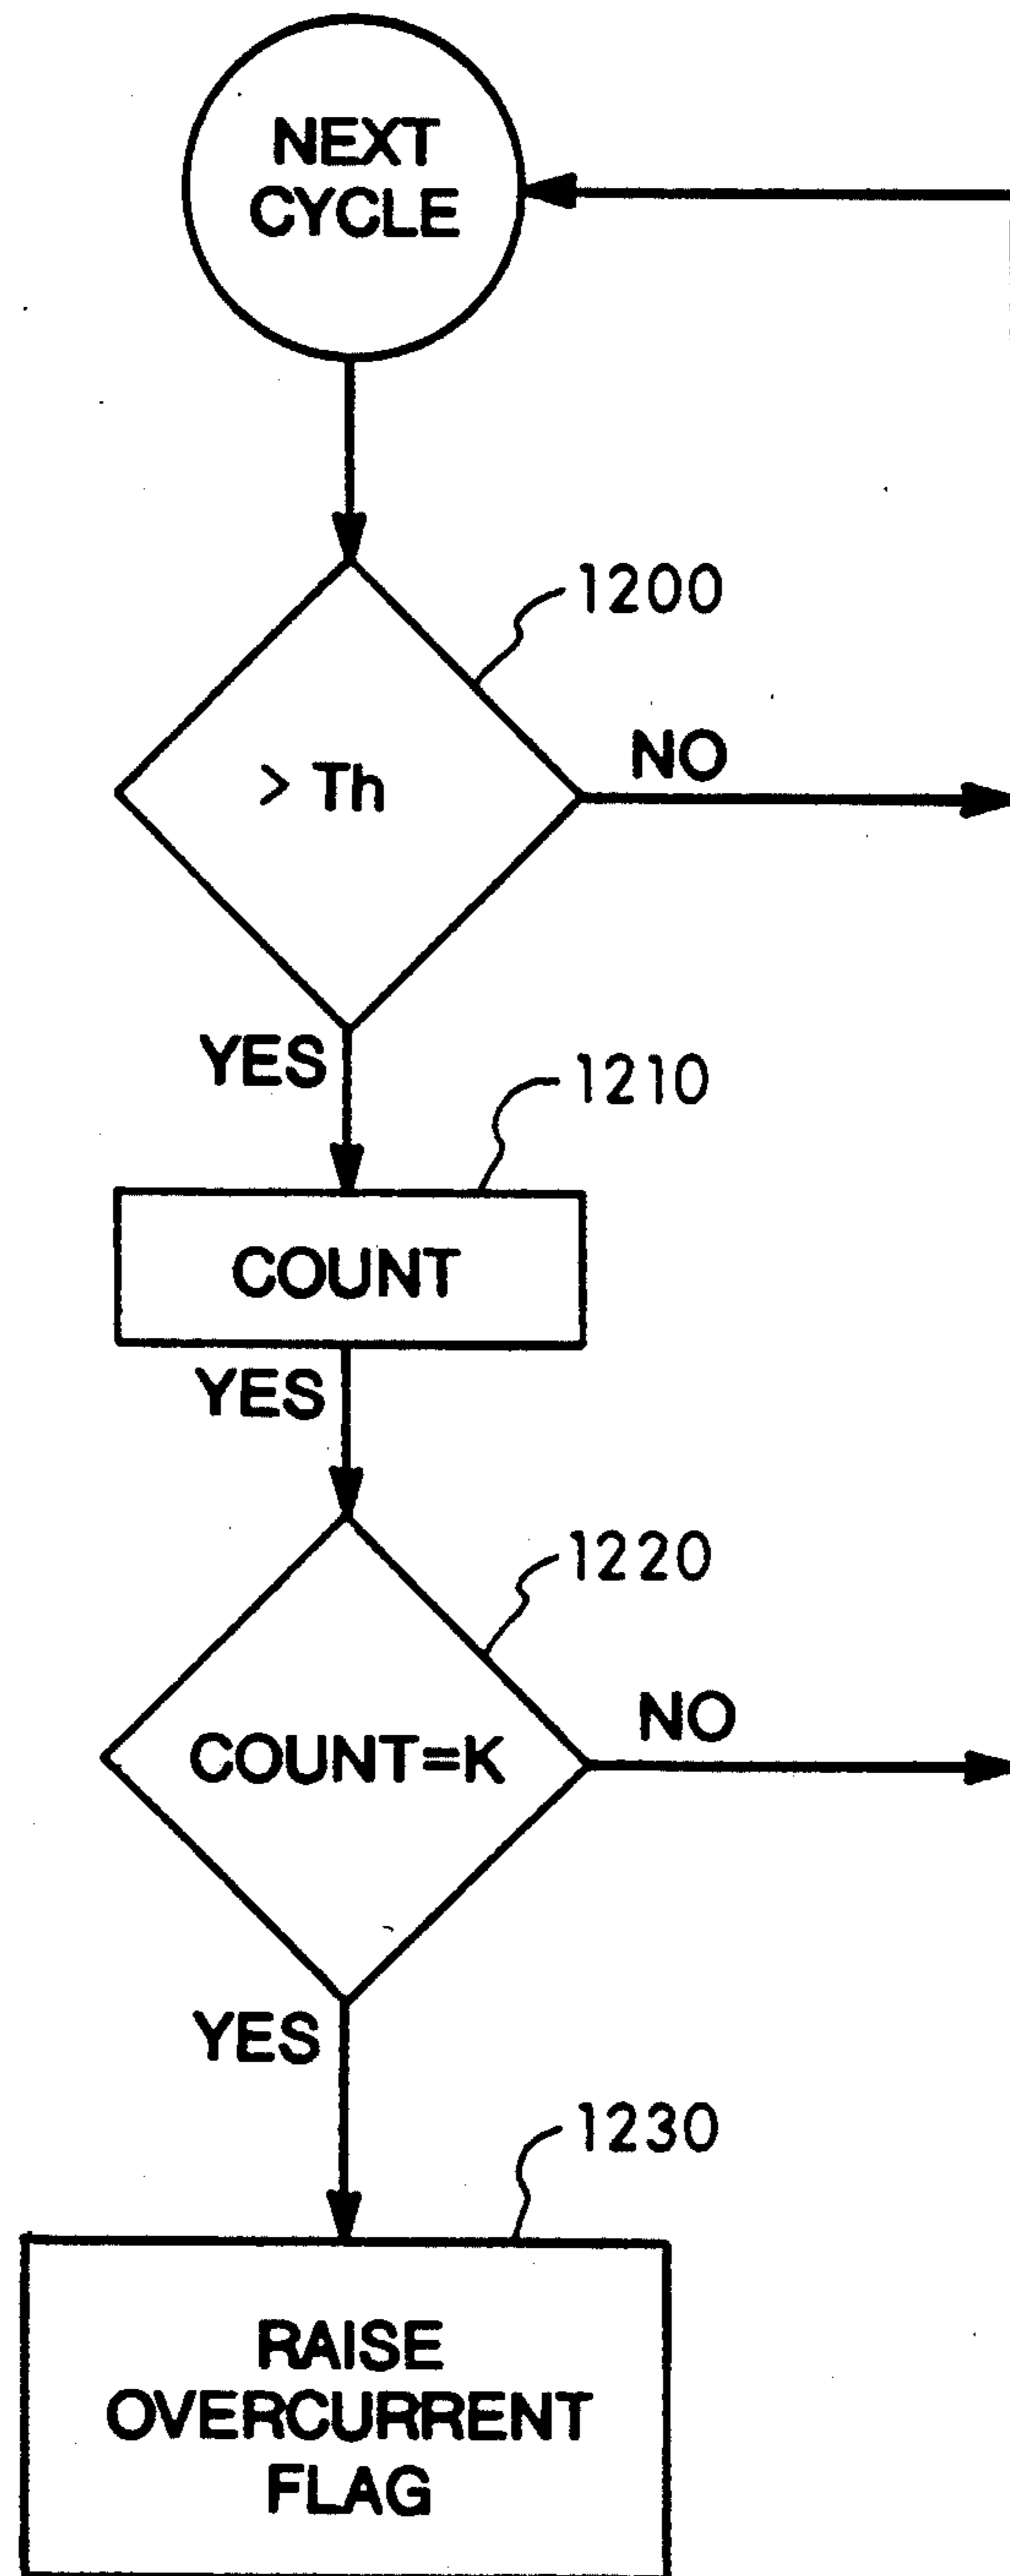 NEXT
CYCLE
1200
> Th
NO
YES
1210
COUNT
YES
1220
COUNT=K
NO
YES
1230
RAISE
OVERCURRENT
FLAG